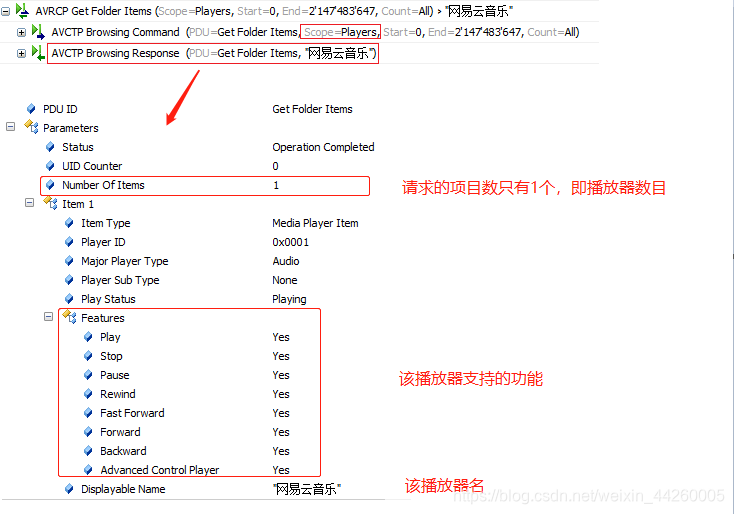 AVRCP Get Folder Items (Scope=Players, Start=0, End=2'147'483'647, Count=All) > "网易云音乐"
AVCTP Browsing Command (PDU=Get Folder Items, Scope=Players, Start=0, End=2'147'483'647, Count=All)
AVCTP Browsing Response (PDU=Get Folder Items, "网易云音乐")
PDU ID Get Folder Items
Parameters
Status Operation Completed
UID Counter 0
Number Of Items 1 请求的项目数只有1个，即播放器数目
Item 1
Item Type Media Player Item
Player ID 0x0001
Major Player Type Audio
Player Sub Type None
Play Status Playing
Features
Play Yes
Stop Yes
Pause Yes 该播放器支持的功能
Rewind Yes
Fast Forward Yes
Forward Yes
Backward Yes
Advanced Control Player Yes
Displayable Name "网易云音乐" 该播放器名
https://blog.csdn.net/weixin_44260005